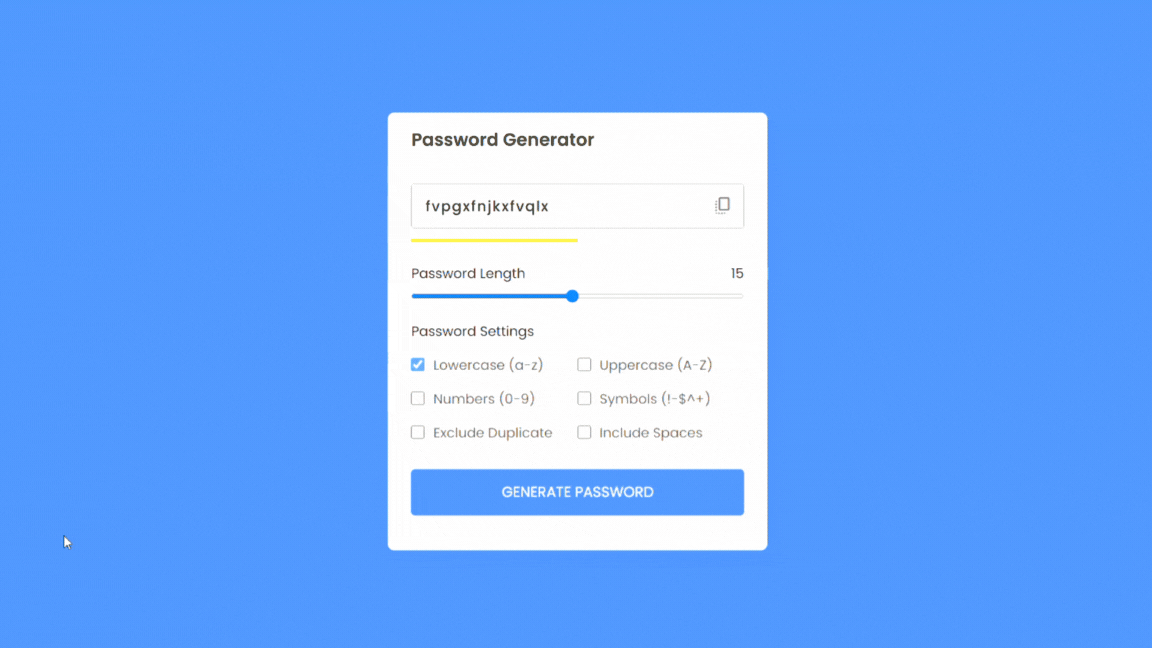 Password Generator
fvpgxfnjkxfvqlx
Password Length 15
Password Settings
Lowercase (a-z) Uppercase (A-Z)
Numbers (0-9) Symbols (!-$^+)
Exclude Duplicate Include Spaces
GENERATE PASSWORD